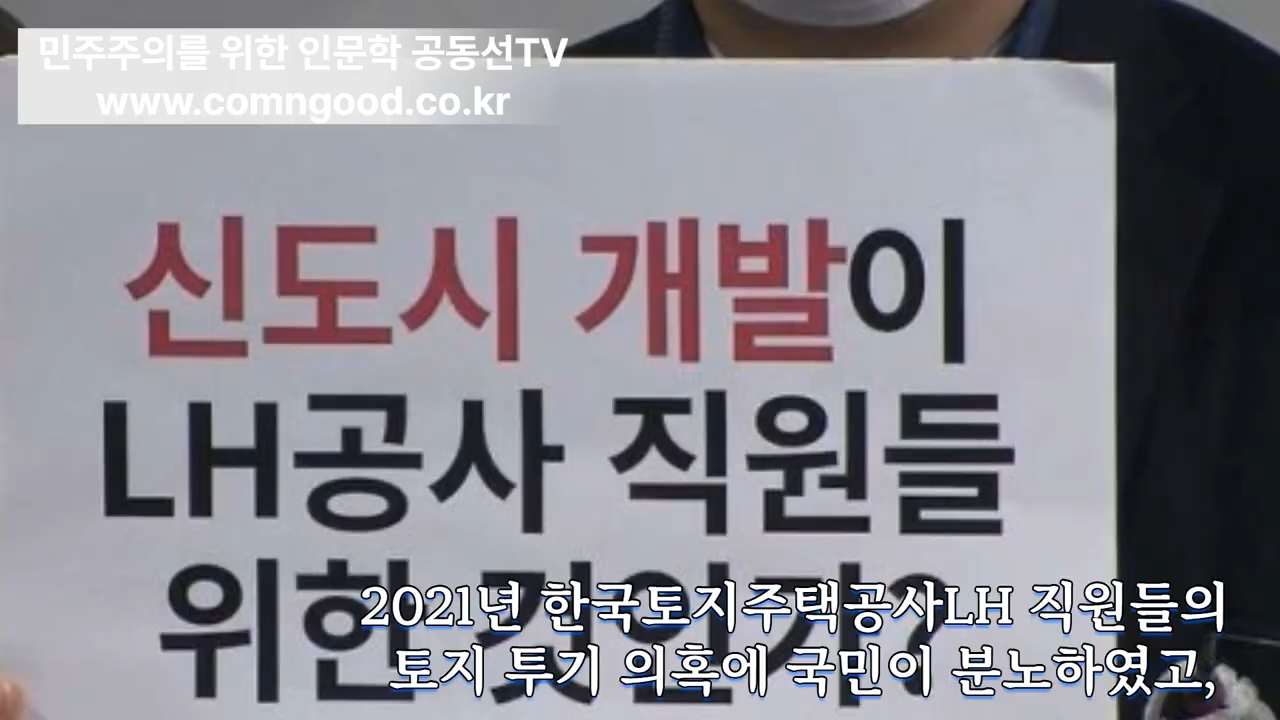 민주주의를 위한 인문학 공동선TV
www.comngood.co.kr
신도시 개발이
LH공사 직원들
위한 것인가?
2021년 한국토지주택공사LH 직원들의
토지 투기 의혹에 국민이 분노하였고,